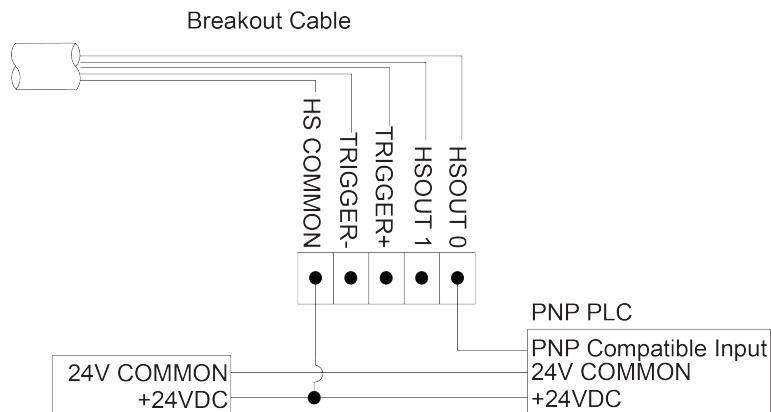 Breakout Cable
HS COMMON
TRIGGER-
TRIGGER+
HSOUT 1
HSOUT 0
PNP PLC
PNP Compatible Input
24V COMMON
24V COMMON
+24VDC
+24VDC